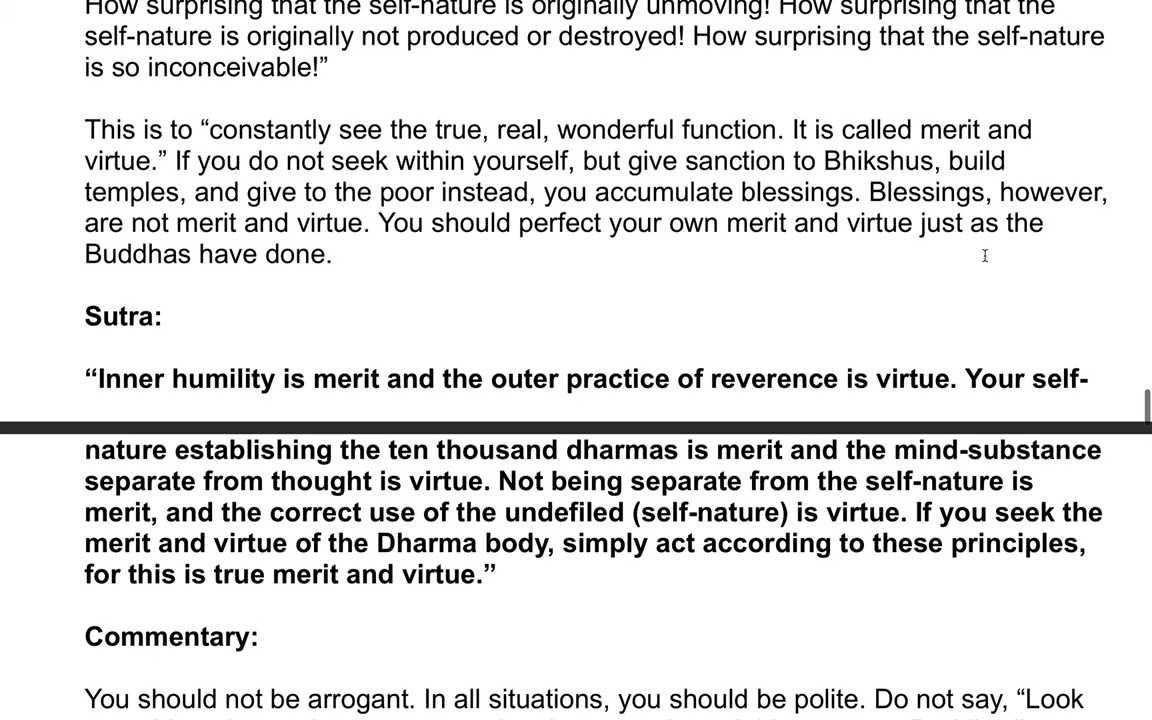 How surprising that the self-nature is originally unmoving! How surprising that the
self-nature is originally not produced or destroyed! How surprising that the self-nature
is so inconceivable!”
This is to “constantly see the true, real, wonderful function. It is called merit and
virtue.” If you do not seek within yourself, but give sanction to Bhikshus, build
temples, and give to the poor instead, you accumulate blessings. Blessings, however,
are not merit and virtue. You should perfect your own merit and virtue just as the
Buddhas have done.
Sutra:
“Inner humility is merit and the outer practice of reverence is virtue. Your self-
nature establishing the ten thousand dharmas is merit and the mind-substance
separate from thought is virtue. Not being separate from the self-nature is
merit, and the correct use of the undefiled (self-nature) is virtue. If you seek the
merit and virtue of the Dharma body, simply act according to these principles,
for this is true merit and virtue.”
Commentary:
You should not be arrogant. In all situations, you should be polite. Do not say, “Look